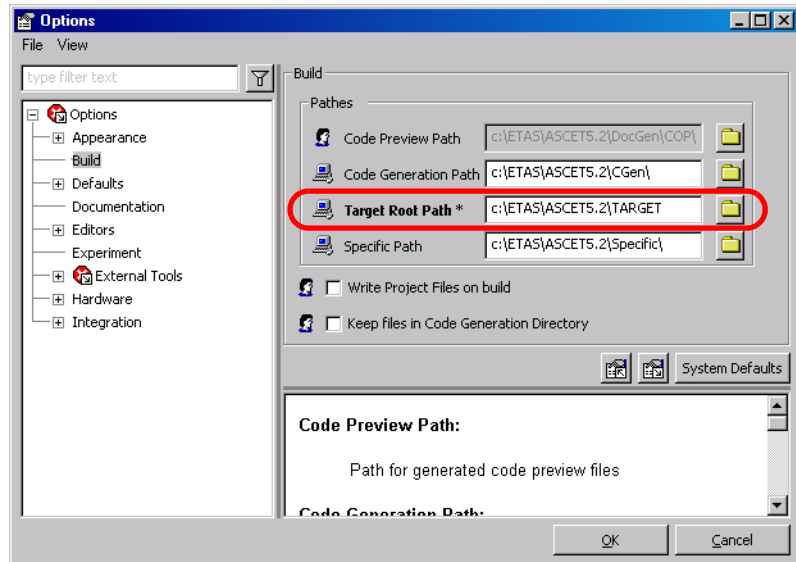 Options
File View
type filter text
Options
Appearance
Build
Defaults
Documentation
Editors
Experiment
External Tools
Hardware
Integration
Build
Pathes
Code Preview Path c:\ETAS\ASCET5.2\DocGen\COP\
Code Generation Path c:\ETAS\ASCET5.2\CGen\
Target Root Path * c:\ETAS\ASCET5.2\TARGET
Specific Path c:\ETAS\ASCET5.2\Specific\
Write Project Files on build
Keep files in Code Generation Directory
System Defaults
Code Preview Path:
Path for generated code preview files
Code Generation Path:
OK Cancel